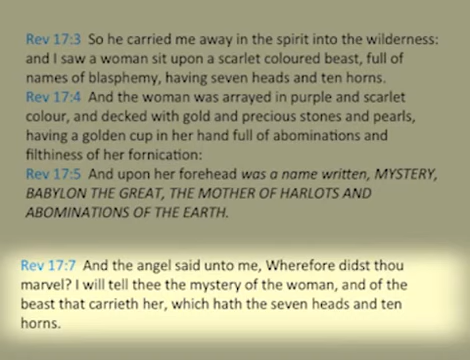 Rev 17:3  So he carried me away in the spirit into the wilderness:
and I saw a woman sit upon a scarlet coloured beast, full of
names of blasphemy, having seven heads and ten horns.
Rev 17:4  And the woman was arrayed in purple and scarlet
colour, and decked with gold and precious stones and pearls,
having a golden cup in her hand full of abominations and
filthiness of her fornication:
Rev 17:5  And upon her forehead was a name written, MYSTERY,
BABYLON THE GREAT, THE MOTHER OF HARLOTS AND
ABOMINATIONS OF THE EARTH.
Rev 17:7  And the angel said unto me, Wherefore didst thou
marvel? I will tell thee the mystery of the woman, and of the
beast that carrieth her, which hath the seven heads and ten
horns.